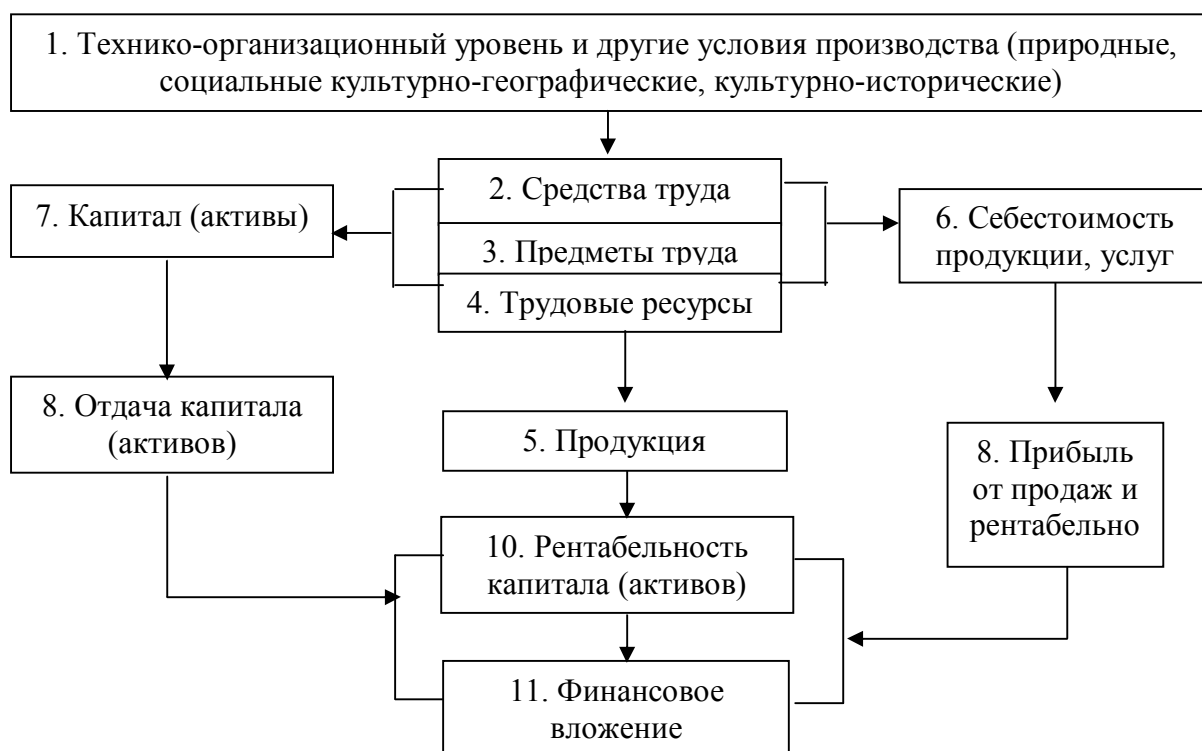 1. Технико-организационный уровень и другие условия производства (природные,
социальные культурно-географические, культурно-исторические)
2. Средства труда
7. Капитал (активы)
3. Предметы труда
6. Себестоимость
продукции, услуг
4. Трудовые ресурсы
8. Отдача капитала
(активов)
5. Продукция
8. Прибыль
от продаж и
рентабельно
10. Рентабельность
капитала (активов)
11. Финансовое
вложение